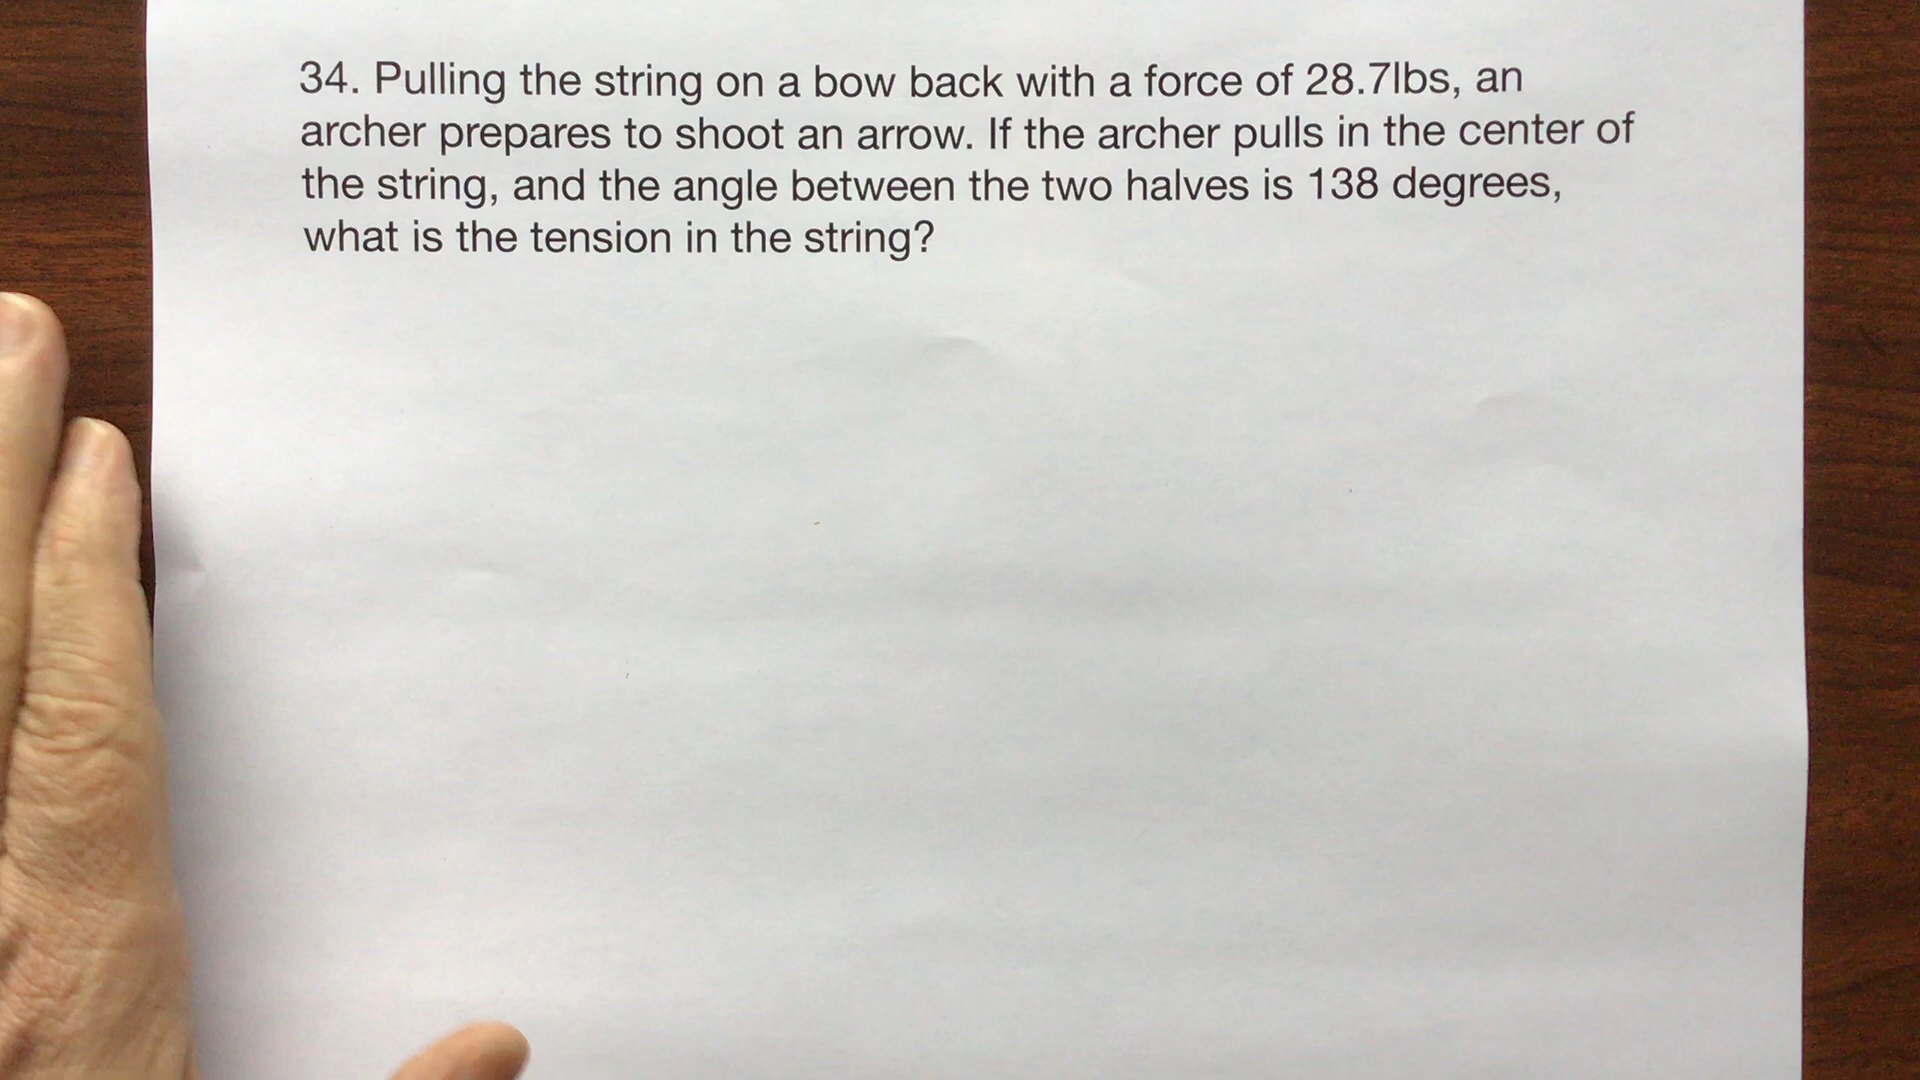 34. Pulling the string on a bow back with a force of 28.7lbs, an
archer prepares to shoot an arrow. If the archer pulls in the center of
the string, and the angle between the two halves is 138 degrees,
what is the tension in the string?